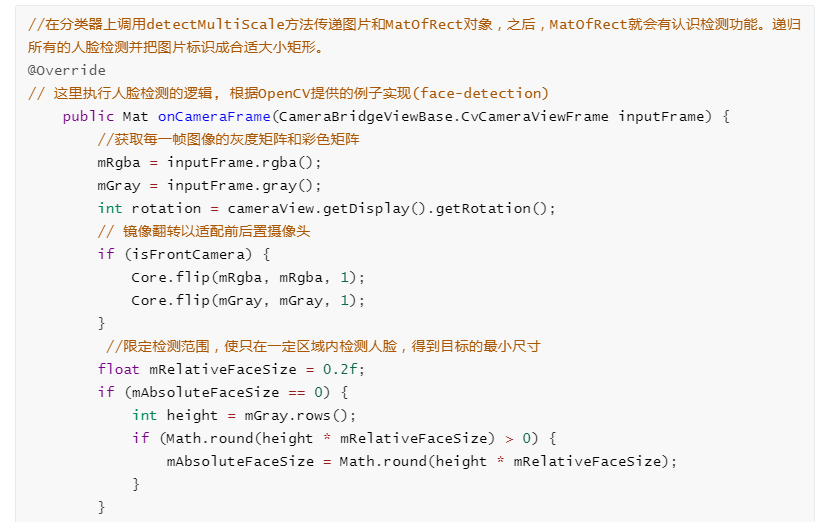 //在分类器上调用detectMultiScale方法传递图片和MatOfRect对象，之后，MatOfRect就会有认识检测功能。递归
所有的人脸检测并把图片标识成合适大小矩形。
@Override
// 这里执行人脸检测的逻辑, 根据OpenCV提供的例子实现(face-detection)
    public Mat onCameraFrame(CameraBridgeViewBase.CvCameraViewFrame inputFrame) {
        //获取每一帧图像的灰度矩阵和彩色矩阵
        mRgba = inputFrame.rgba();
        mGray = inputFrame.gray();
        int rotation = cameraView.getDisplay().getRotation();
        // 镜像翻转以适配前后置摄像头
        if (isFrontCamera) {
            Core.flip(mRgba, mRgba, 1);
            Core.flip(mGray, mGray, 1);
        }
         //限定检测范围，使只在一定区域内检测人脸，得到目标的最小尺寸
        float mRelativeFaceSize = 0.2f;
        if (mAbsoluteFaceSize == 0) {
            int height = mGray.rows();
            if (Math.round(height * mRelativeFaceSize) > 0) {
                mAbsoluteFaceSize = Math.round(height * mRelativeFaceSize);
            }
        }